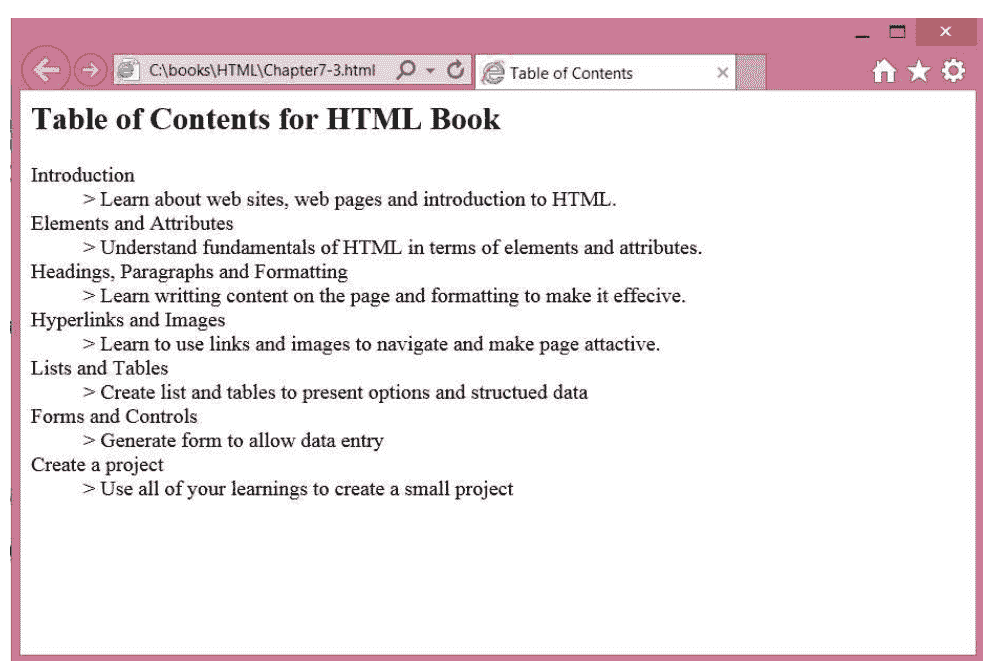 C:\books\HTML\Chapter7-3.html
Table of Contents
Table of Contents for HTML Book
Introduction
> Learn about web sites, web pages and introduction to HTML.
Elements and Attributes
> Understand fundamentals of HTML in terms of elements and attributes.
Headings, Paragraphs and Formatting
> Learn writting content on the page and formatting to make it effecive.
Hyperlinks and Images
> Learn to use links and images to navigate and make page attactive.
Lists and Tables
> Create list and tables to present options and structued data
Forms and Controls
> Generate form to allow data entry
Create a project
> Use all of your learnings to create a small project